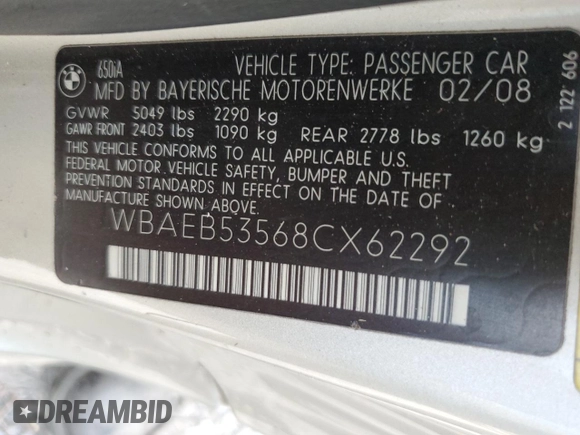 BMW
650iA
VEHICLE TYPE: PASSENGER CAR
MFD BY BAYERISCHE MOTORENWERKE 02/08
GVWR 5049 lbs 2290 kg
GAWR FRONT 2403 lbs 1090 kg REAR 2778 lbs 1260 kg
THIS VEHICLE CONFORMS TO ALL APPLICABLE U.S.
FEDERAL MOTOR VEHICLE SAFETY, BUMPER AND THEFT
PREVENTION STANDARDS IN EFFECT ON THE DATE OF
MANUFACTURE SHOWN ABOVE.
WBAEB53568CX62292
2 122 606
DREAMBID